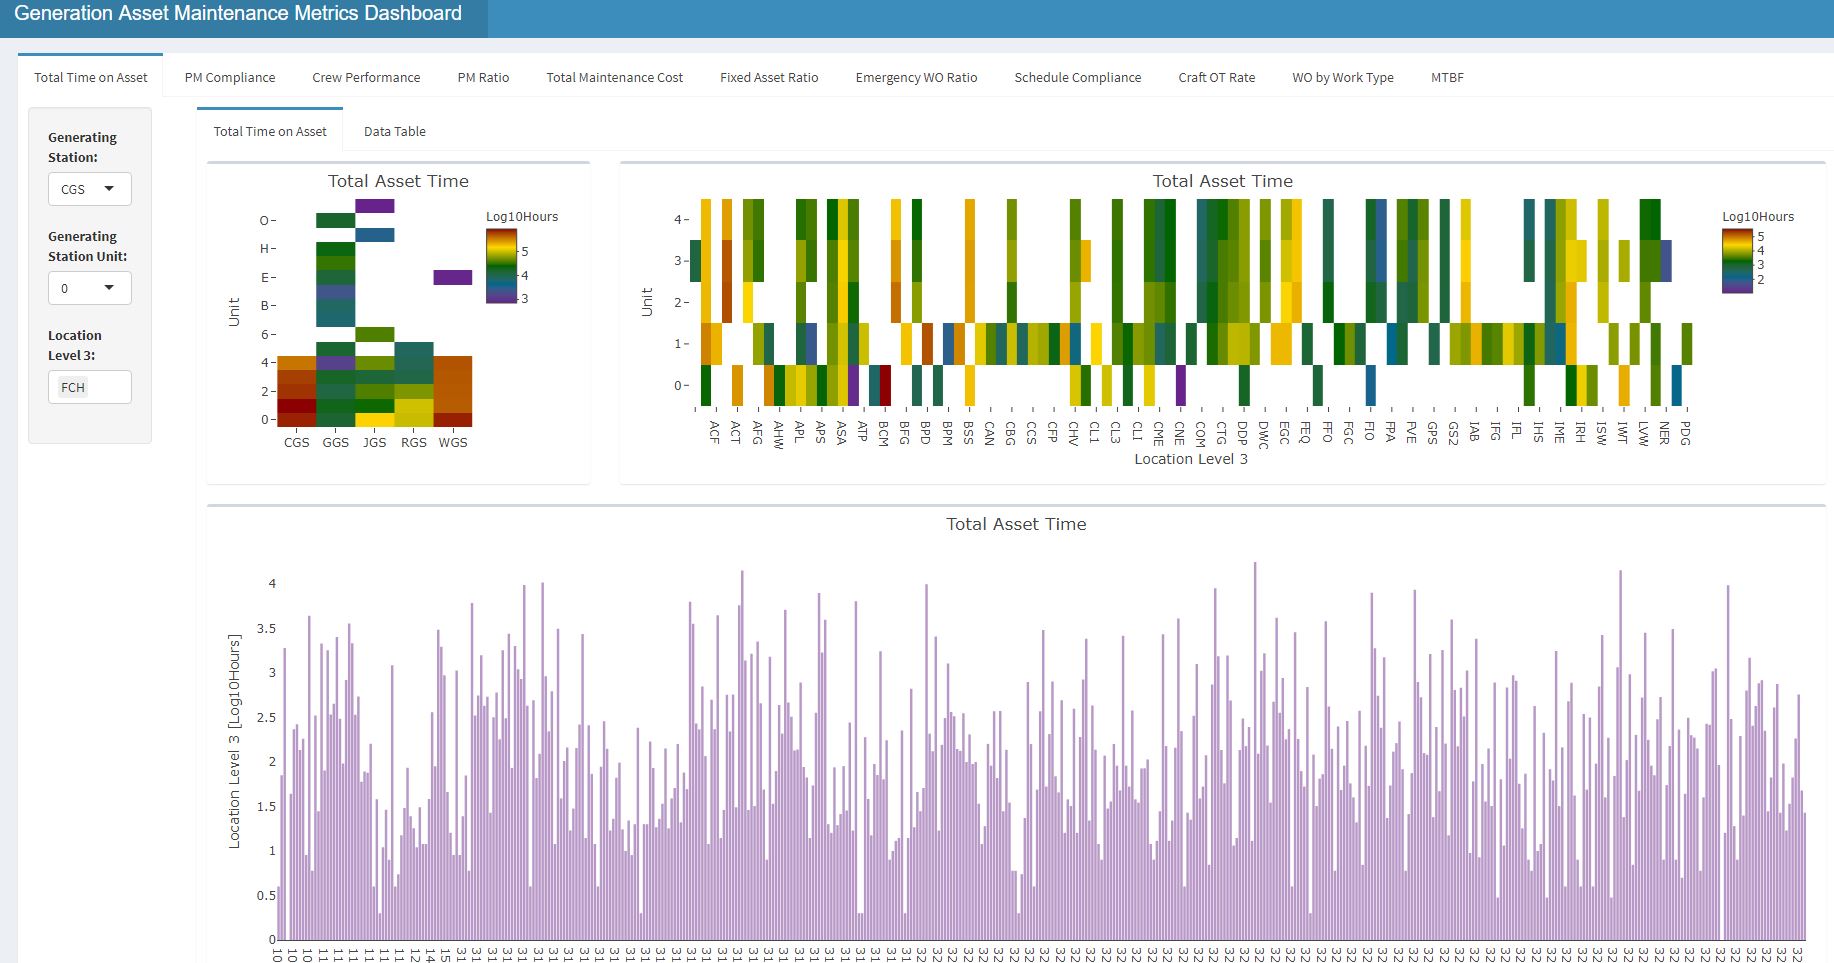 Generation Asset Maintenance Metrics Dashboard
Total Time on Asset PM Compliance Crew Performance PM Ratio Total Maintenance Cost Fixed Asset Ratio Emergency WO Ratio Schedule Compliance Craft OT Rate WO by Work Type MTBF
Generating
Station:
CGS
Generating
Station Unit:
0
Location
Level 3:
FCH
Total Time on Asset Data Table
Total Asset Time
Log10Hours
5
4
3
Unit
O
H
E
B
6
4
2
0
CGS GGS JGS RGS WGS
Total Asset Time
Log10Hours
5
4
3
2
Unit
4
3
2
1
0
ACF ACT AFG AHW APL APS ASA ATP BCM BFG BPD BPM BSS CAN CBG CCS CFP CHV CL1 CL3 CLI CME CNE COM CTG DDP DWC EGC FEQ FFO FGC FIO FPA FVE GPS GS2 IAB IFG IFL IHS IME IRH ISW IWT LVW NER PDG
Location Level 3
Total Asset Time
Location Level 3 [Log10Hours]
4
3.5
3
2.5
2
1.5
1
0.5
0